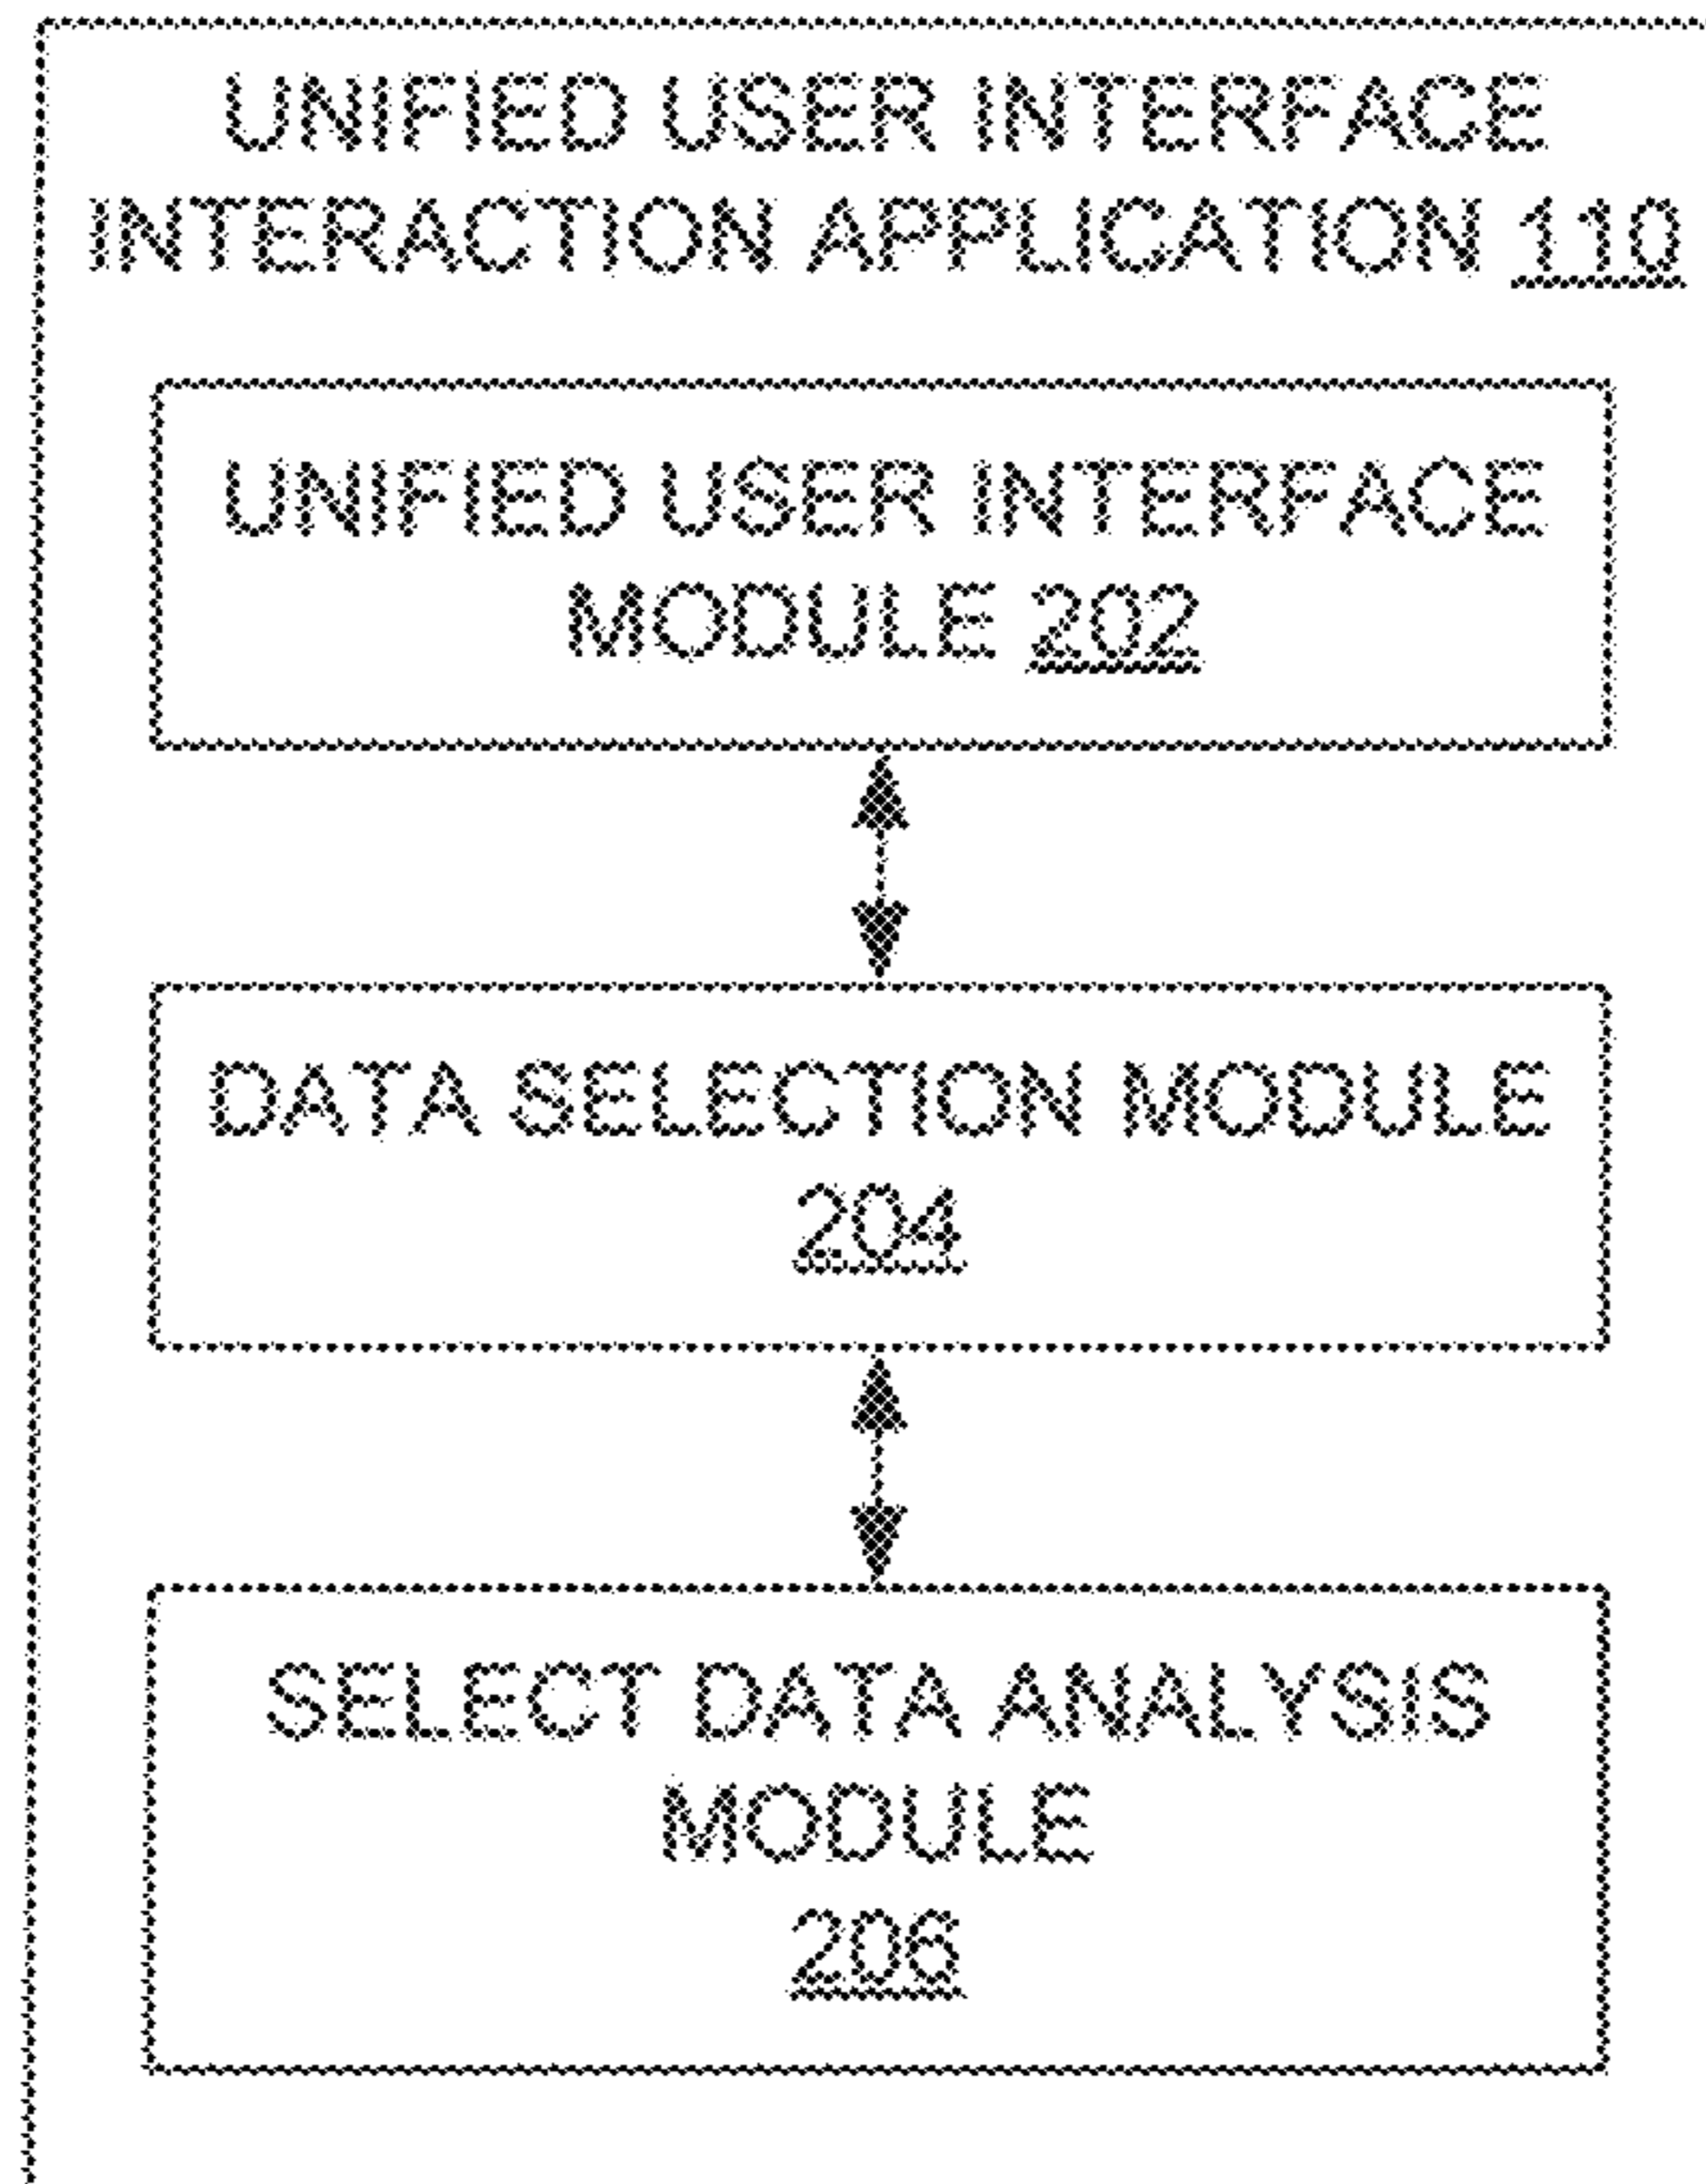 UNIFIED USER INTERFACE
INTERACTION APPLICATION 110
UNIFIED USER INTERFACE
MODULE 202
DATA SELECTION MODULE
204
SELECT DATA ANALYSIS
MODULE
206